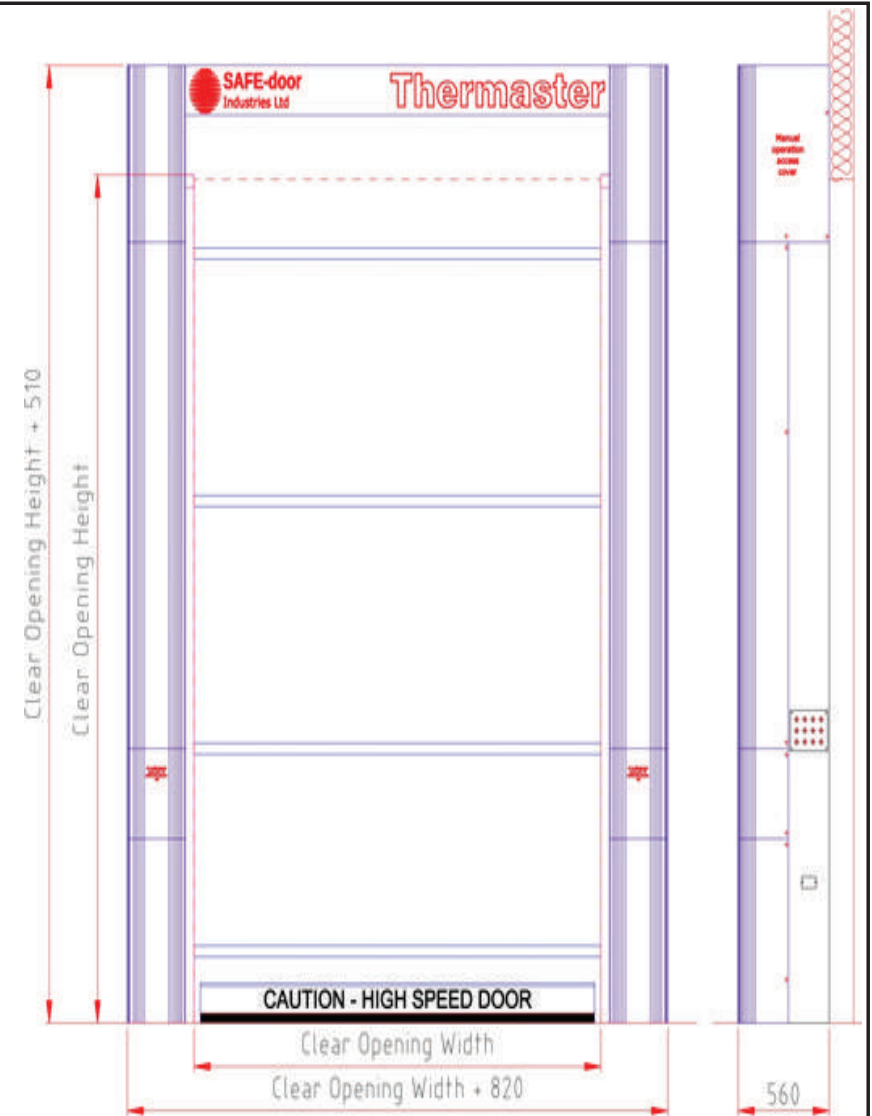 SAFE-door
Industries Ltd
Thermaster
Manual
operation
access
cover
Clear Opening Height + 510
Clear Opening Height
CAUTION - HIGH SPEED DOOR
Clear Opening Width
Clear Opening Width + 820
560